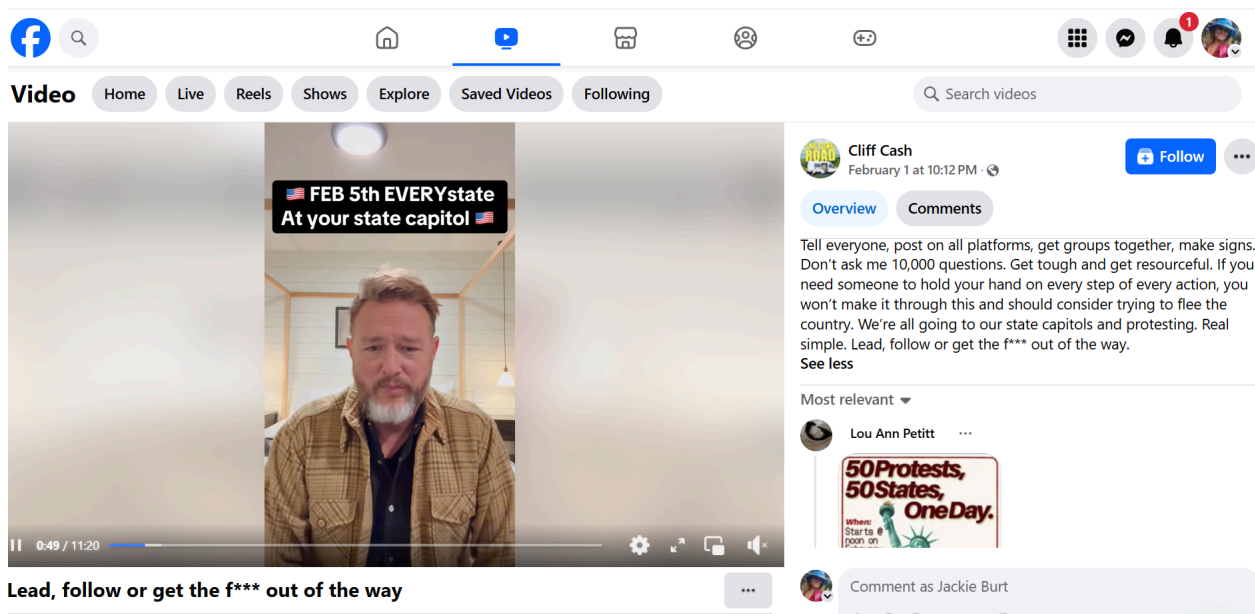 1
Video
Home
Live
Reels
Shows
Explore
Saved Videos
Following
Search videos
FEB 5th EVERYstate
At your state capitol
0:49 / 11:20
Lead, follow or get the f*** out of the way
Cliff Cash
February 1 at 10:12 PM ·
Follow
Overview
Comments
Tell everyone, post on all platforms, get groups together, make signs.
Don't ask me 10,000 questions. Get tough and get resourceful. If you
need someone to hold your hand on every step of every action, you
won't make it through this and should consider trying to flee the
country. We're all going to our state capitols and protesting. Real
simple. Lead, follow or get the f*** out of the way.
See less
Most relevant
Lou Ann Petitt
50 Protests,
50 States,
One Day.
When:
Starts @
noon on
Comment as Jackie Burt